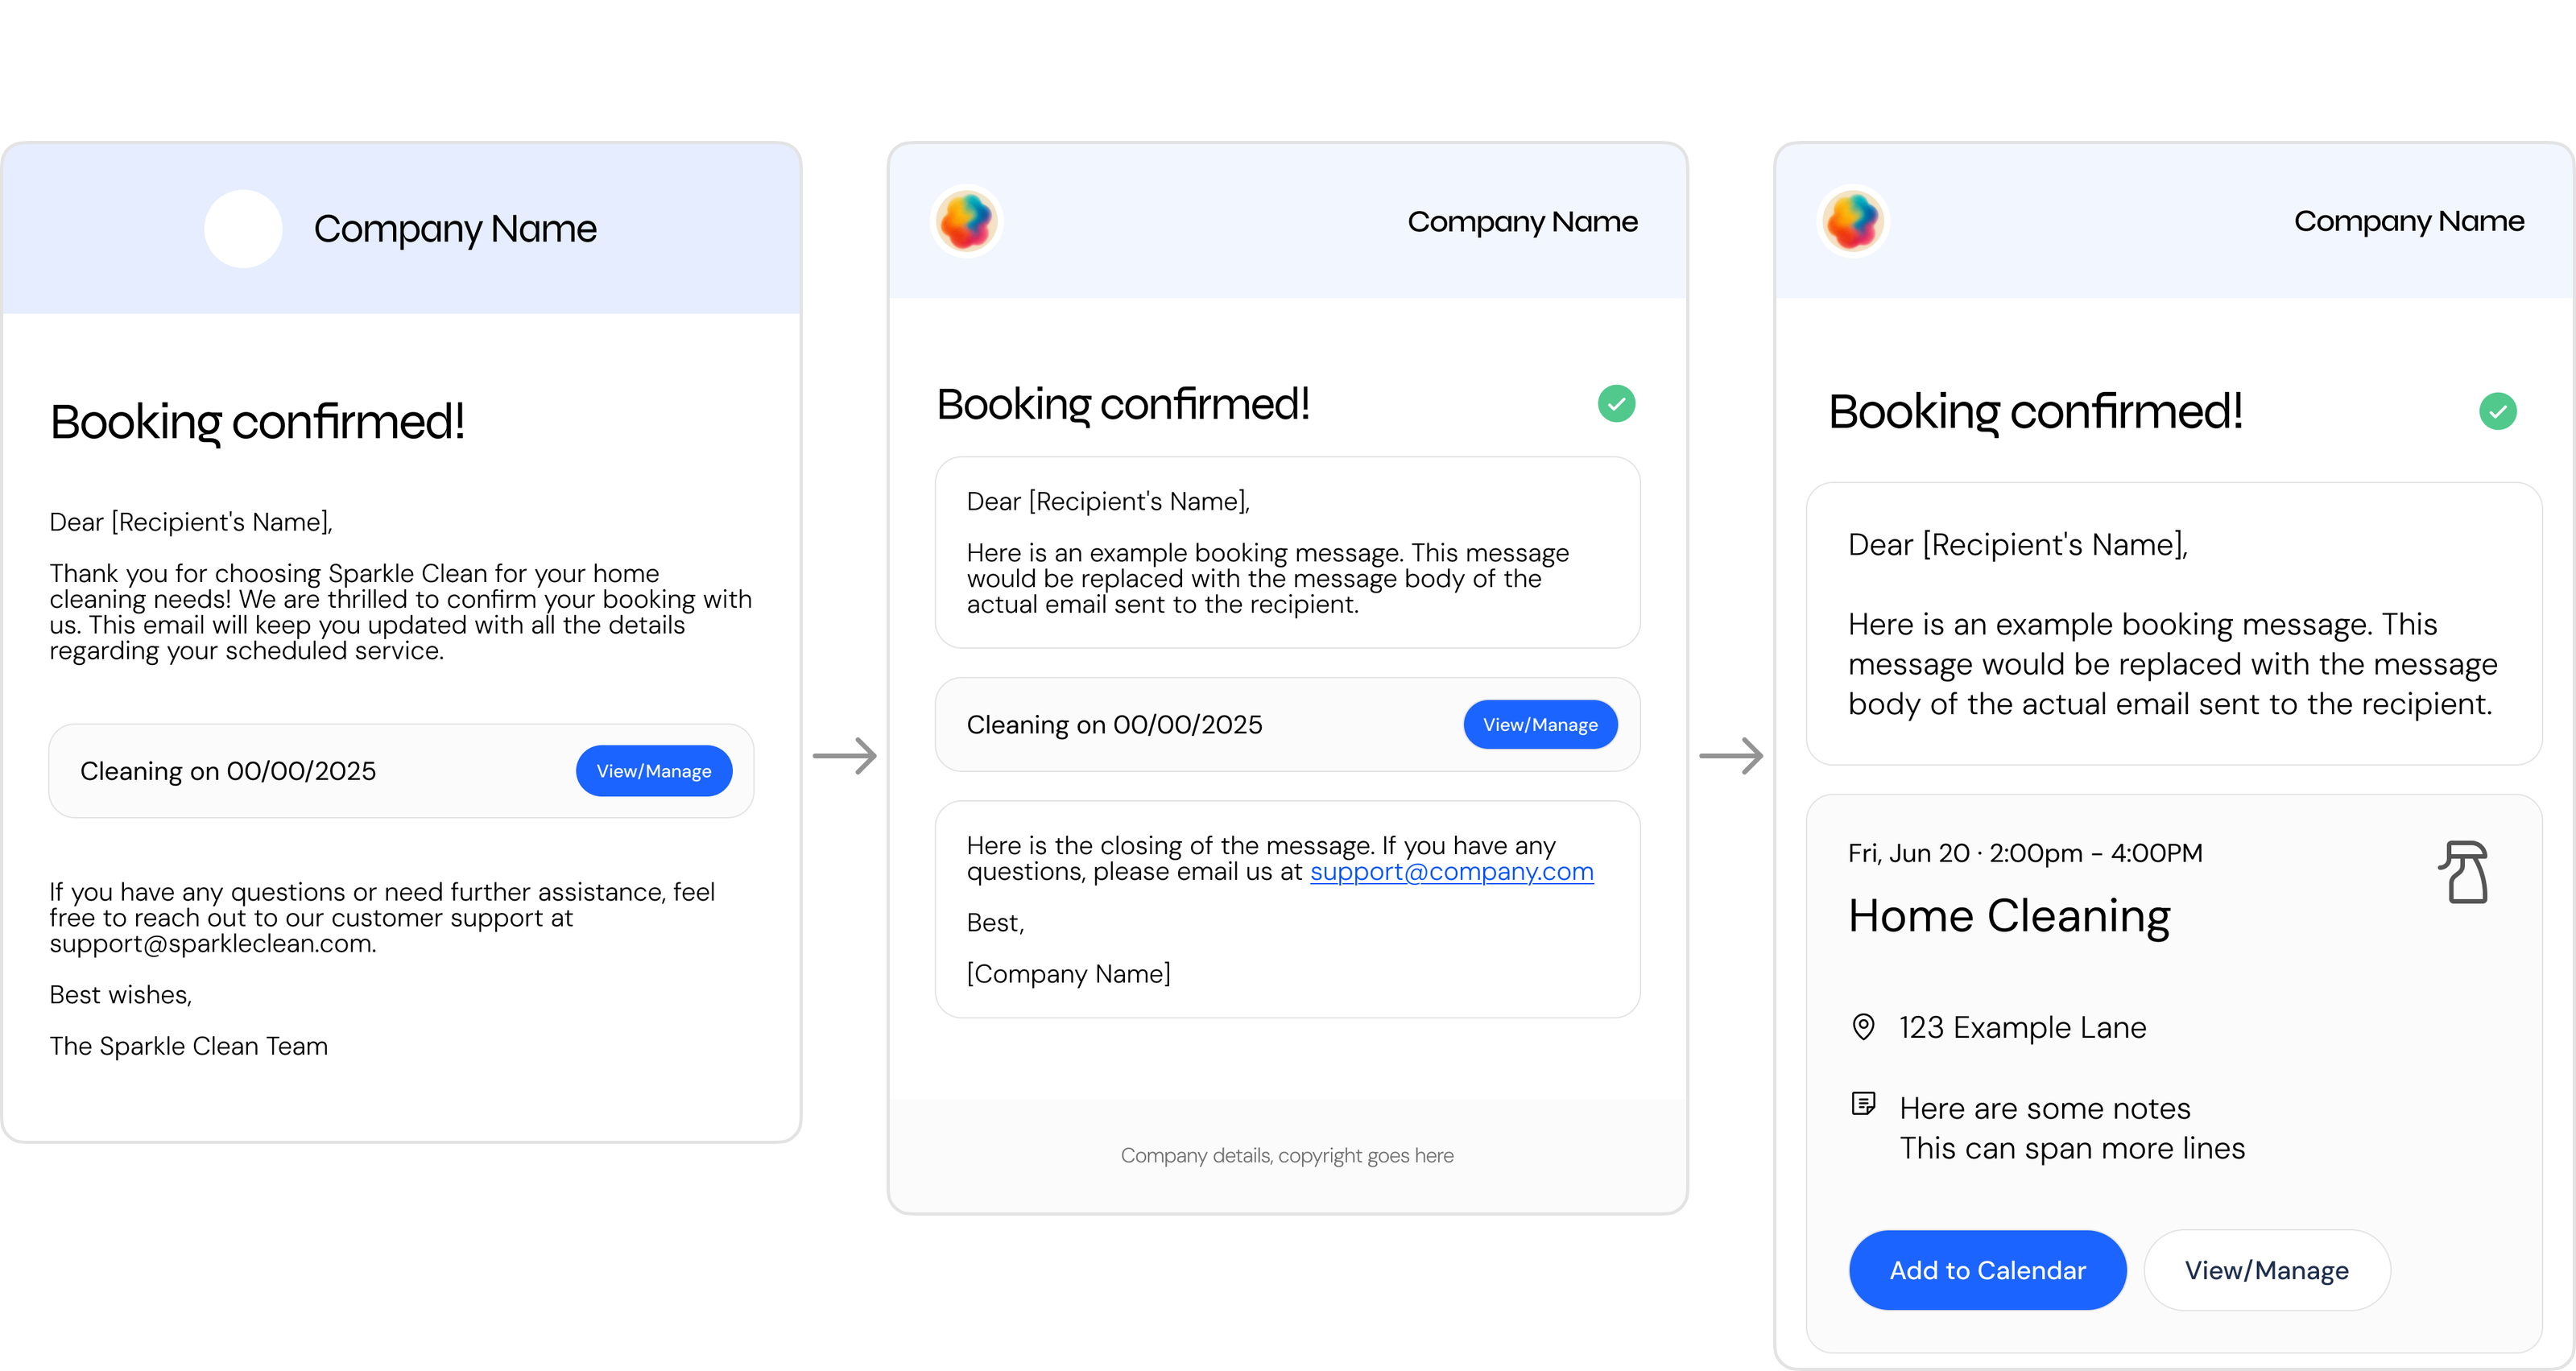 Company Name
Booking confirmed!
Dear [Recipient's Name],
Thank you for choosing Sparkle Clean for your home
cleaning needs! We are thrilled to confirm your booking with
us. This email will keep you updated with all the details
regarding your scheduled service.
Cleaning on 00/00/2025
View/Manage
If you have any questions or need further assistance, feel
free to reach out to our customer support at
support@sparkleclean.com.
Best wishes,
The Sparkle Clean Team
Company Name
Booking confirmed!
Dear [Recipient's Name],
Here is an example booking message. This message
would be replaced with the message body of the
actual email sent to the recipient.
Cleaning on 00/00/2025
View/Manage
Here is the closing of the message. If you have any
questions, please email us at support@company.com
Best,
[Company Name]
Company details, copyright goes here
Company Name
Booking confirmed!
Dear [Recipient's Name],
Here is an example booking message. This
message would be replaced with the message
body of the actual email sent to the recipient.
Fri, Jun 20 · 2:00pm – 4:00PM
Home Cleaning
123 Example Lane
Here are some notes
This can span more lines
Add to Calendar
View/Manage